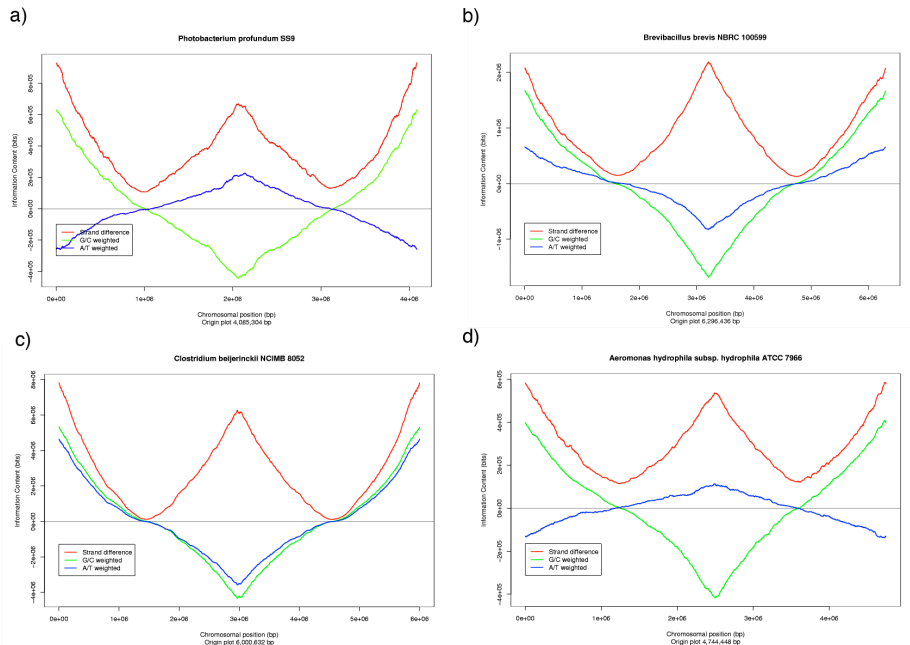 a)
Photobacterium profundum SS9
Information Content (bits)
8e+05
6e+05
4e+05
2e+05
0e+00
-2e+05
-4e+05
Strand difference
G/C weighted
A/T weighted
0e+00 1e+06 2e+06 3e+06 4e+06
Chromosomal position (bp)
Origin plot 4,085,304 bp
b)
Brevibacillus brevis NBRC 100599
Information Content (bits)
2e+06
1e+06
0e+00
-1e+06
Strand difference
G/C weighted
A/T weighted
0e+00 1e+06 2e+06 3e+06 4e+06 5e+06 6e+06
Chromosomal position (bp)
Origin plot 6,296,436 bp
c)
Clostridium beijerinckii NCIMB 8052
Information Content (bits)
8e+06
6e+06
4e+06
2e+06
0e+00
-2e+06
-4e+06
Strand difference
G/C weighted
A/T weighted
0e+00 1e+06 2e+06 3e+06 4e+06 5e+06 6e+06
Chromosomal position (bp)
Origin plot 6,000,632 bp
d)
Aeromonas hydrophila subsp. hydrophila ATCC 7966
Information Content (bits)
6e+05
4e+05
2e+05
0e+00
-2e+05
-4e+05
Strand difference
G/C weighted
A/T weighted
0e+00 1e+06 2e+06 3e+06 4e+06
Chromosomal position (bp)
Origin plot 4,744,448 bp